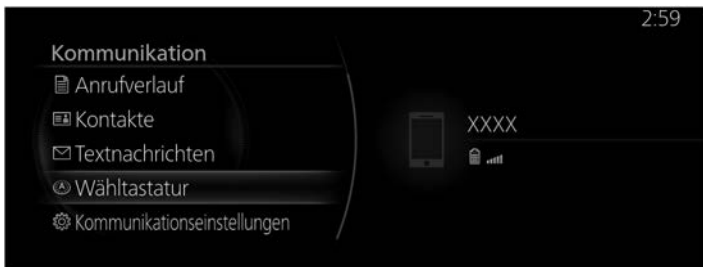 2:59
Kommunikation
Anrufverlauf
Kontakte
Textnachrichten
Wähltastatur
Kommunikationseinstellungen
XXXX